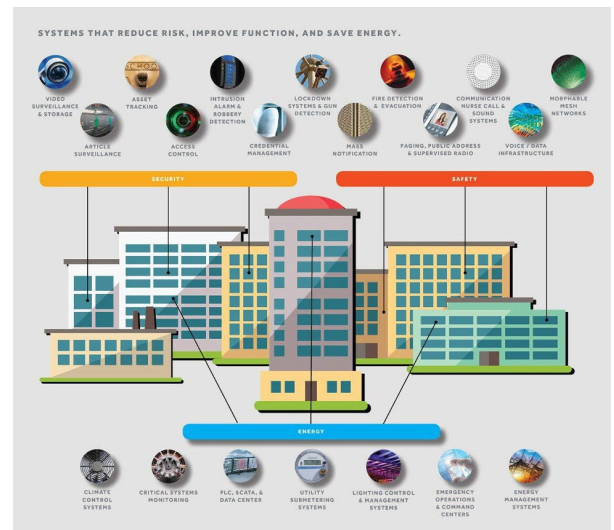 SYSTEMS THAT REDUCE RISK, IMPROVE FUNCTION, AND SAVE ENERGY.
VIDEO
SURVEILLANCE
& STORAGE
ASSET
TRACKING
INTRUSION
ALARM &
ROBBERY
DETECTION
LOCKDOWN
SYSTEMS & GUN
DETECTION
FIRE DETECTION
& EVACUATION
COMMUNICATION
NURSE CALL &
SOUND
SYSTEMS
MORPHABLE
MESH
NETWORKS
ARTICLE
SURVEILLANCE
ACCESS
CONTROL
CREDENTIAL
MANAGEMENT
MASS
NOTIFICATION
PAGING, PUBLIC ADDRESS
& SUPERVISED RADIO
VOICE / DATA
INFRASTRUCTURE
SECURITY
SAFETY
ENERGY
CLIMATE
CONTROL
SYSTEMS
CRITICAL SYSTEMS
MONITORING
PLC, SCATA, &
DATA CENTER
UTILITY
SUBMETERING
SYSTEMS
LIGHTING CONTROL
& MANAGEMENT
SYSTEMS
EMERGENCY
OPERATIONS
& COMMAND
CENTERS
ENERGY
MANAGEMENT
SYSTEMS